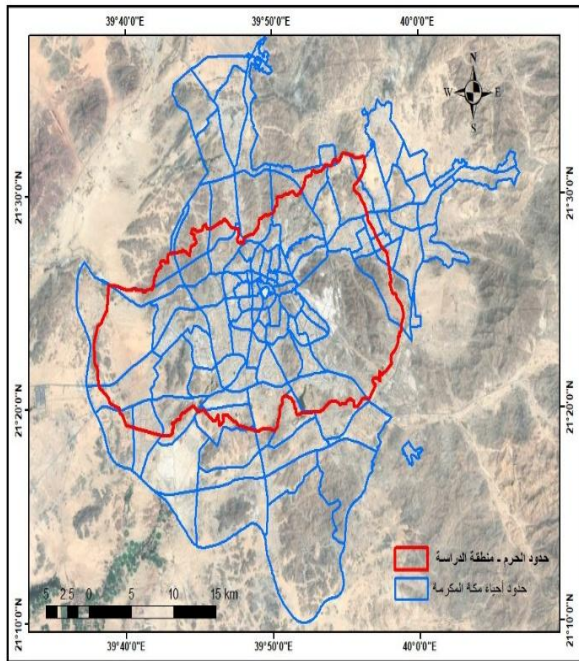 39°40'0"E 39°50'0"E 40°0'0"E
N
W E
S
21°30'0"N 21°30'0"N
21°20'0"N 21°20'0"N
حدود الحرم - منطقة الدراسة
حدود أحياء مكة المكرمة
5 2.5 0 5 10 15 km
21°10'0"N 21°10'0"N
39°40'0"E 39°50'0"E 40°0'0"E